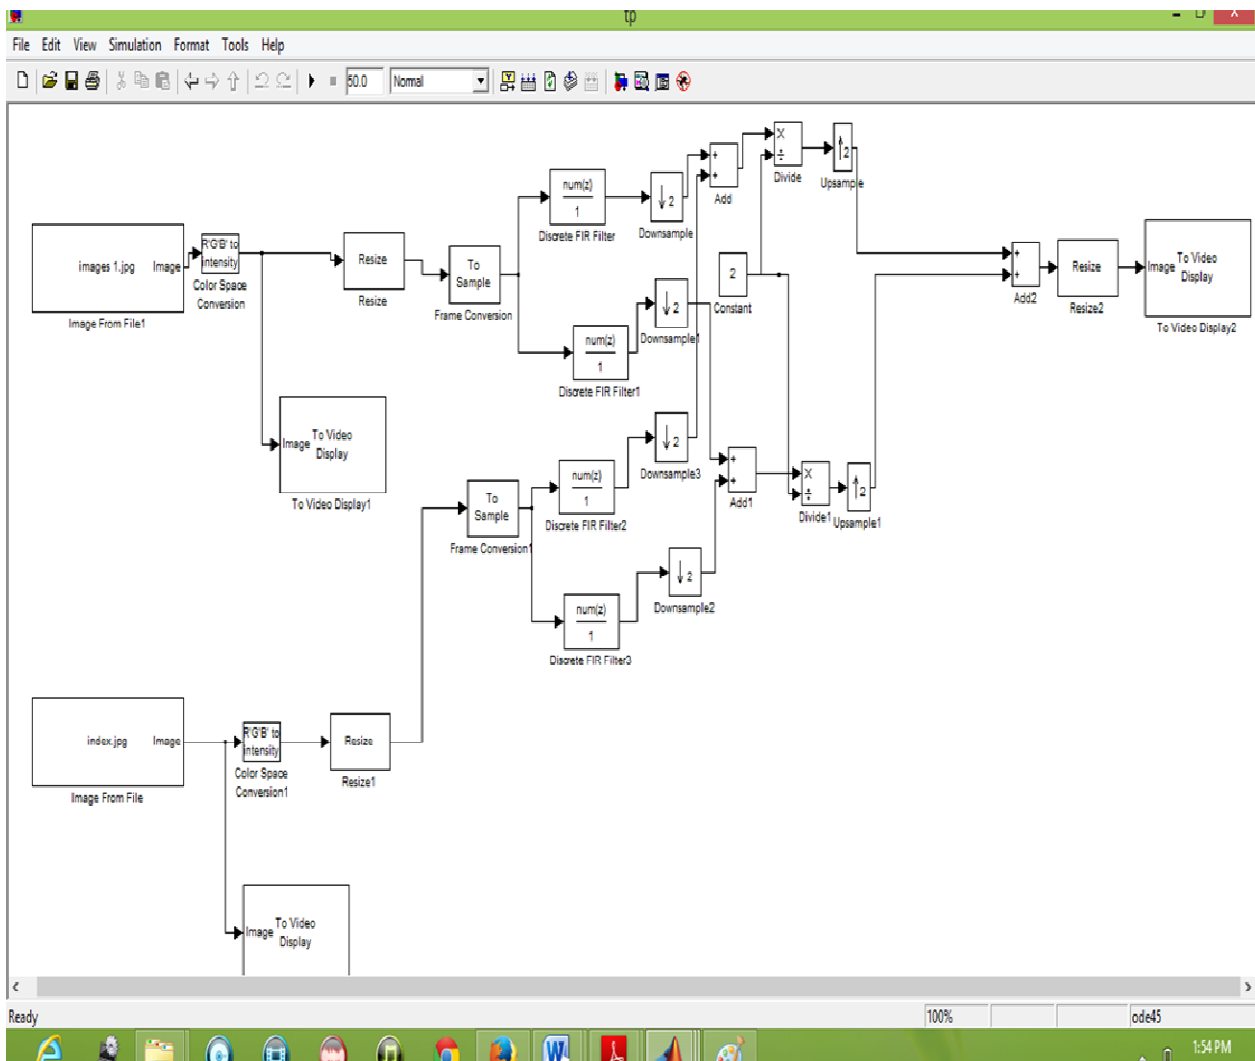 tp
File Edit View Simulation Format Tools Help
50.0 Normal
images 1.jpg Image
Image From File1
R'G'B' to
intensity
Color Space
Conversion
Resize
Resize
To
Sample
Frame Conversion
num(z)
1
Discrete FIR Filter
2
Downsample
+
+
Add
X
÷
Divide
2
Upsample
num(z)
1
Discrete FIR Filter1
2
Downsample1
2
Constant
+
+
Add2
Resize
Resize2
Image To Video
Display
To Video Display2
Image To Video
Display
To Video Display1
To
Sample
Frame Conversion1
num(z)
1
Discrete FIR Filter2
2
Downsample3
+
+
Add1
X
÷
Divide1
2
Upsample1
num(z)
1
Discrete FIR Filter3
2
Downsample2
index.jpg Image
Image From File
R'G'B' to
intensity
Color Space
Conversion1
Resize
Resize1
Image To Video
Display
Ready 100% ode45
1:54 PM